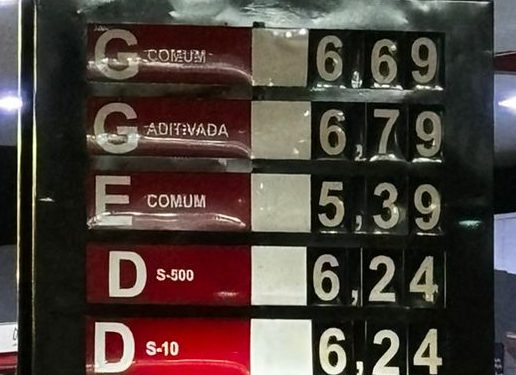 G COMUM 6,69
G ADITIVADA 6,79
E COMUM 5,39
D S-500 6,24
D S-10 6,24